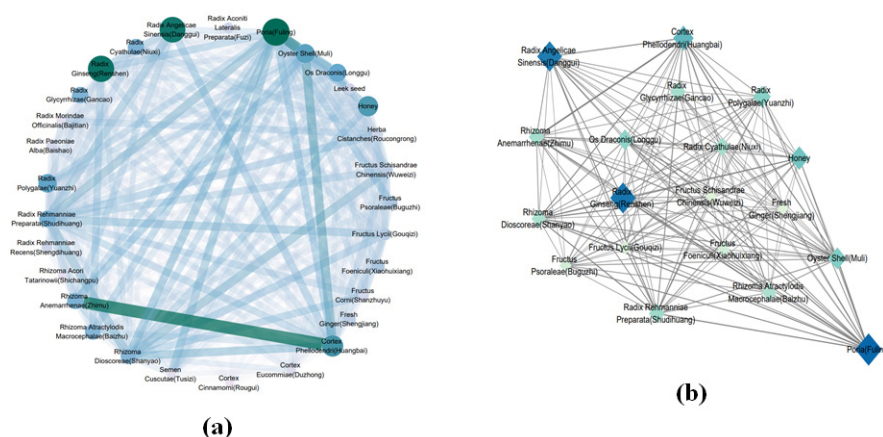 Radix Aconiti
Lateralis
Preparata(Fuzi)
Poria(Fuling)
Radix Angelicae
Sinensis(Danggui)
Radix
Cyathulae(Niuxi)
Oyster Shell(Muli)
Radix
Ginseng(Renshen)
Os Draconis(Longgu)
Leek seed
Radix
Glycyrrhizae(Gancao)
Honey
Radix Morindae
Officinalis(Bajitian)
Herba
Cistanches(Roucongrong)
Radix Paeoniae
Alba(Baishao)
Fructus Schisandrae
Chinensis(Wuweizi)
Radix
Polygalae(Yuanzhi)
Fructus
Psoraleae(Buguzhi)
Radix Rehmanniae
Preparata(Shudihuang)
Fructus Lycii(Gouqizi)
Radix Rehmanniae
Recens(Shengdihuang)
Fructus
Foeniculi(Xiaohuixiang)
Rhizoma Acori
Tatarinowii(Shichangpu)
Fructus
Corni(Shanzhuyu)
Rhizoma
Anemarrhenae(Zhimu)
Fresh
Ginger(Shengjiang)
Rhizoma Atractylodis
Macrocephalae(Baizhu)
Cortex
Phellodendri(Huangbai)
Rhizoma
Dioscoreae(Shanyao)
Semen
Cuscutae(Tusizi)
Cortex
Cinnamomi(Rougui)
Cortex
Eucommiae(Duzhong)
(a)
Cortex
Phellodendri(Huangbai)
Radix Angelicae
Sinensis(Danggui)
Radix
Glycyrrhizae(Gancao)
Radix
Polygalae(Yuanzhi)
Rhizoma
Anemarrhenae(Zhimu)
Os Draconis(Longgu)
Radix Cyathulae(Niuxi)
Honey
Radix
Ginseng(Renshen)
Fructus Schisandrae
Chinensis(Wuweizi)
Fresh
Ginger(Shengjiang)
Rhizoma
Dioscoreae(Shanyao)
Fructus Lycii(Gouqizi)
Fructus
Foeniculi(Xiaohuixiang)
Oyster Shell(Muli)
Fructus
Psoraleae(Buguzhi)
Rhizoma Atractylodis
Macrocephalae(Baizhu)
Radix Rehmanniae
Preparata(Shudihuang)
Poria(Fuling
(b)